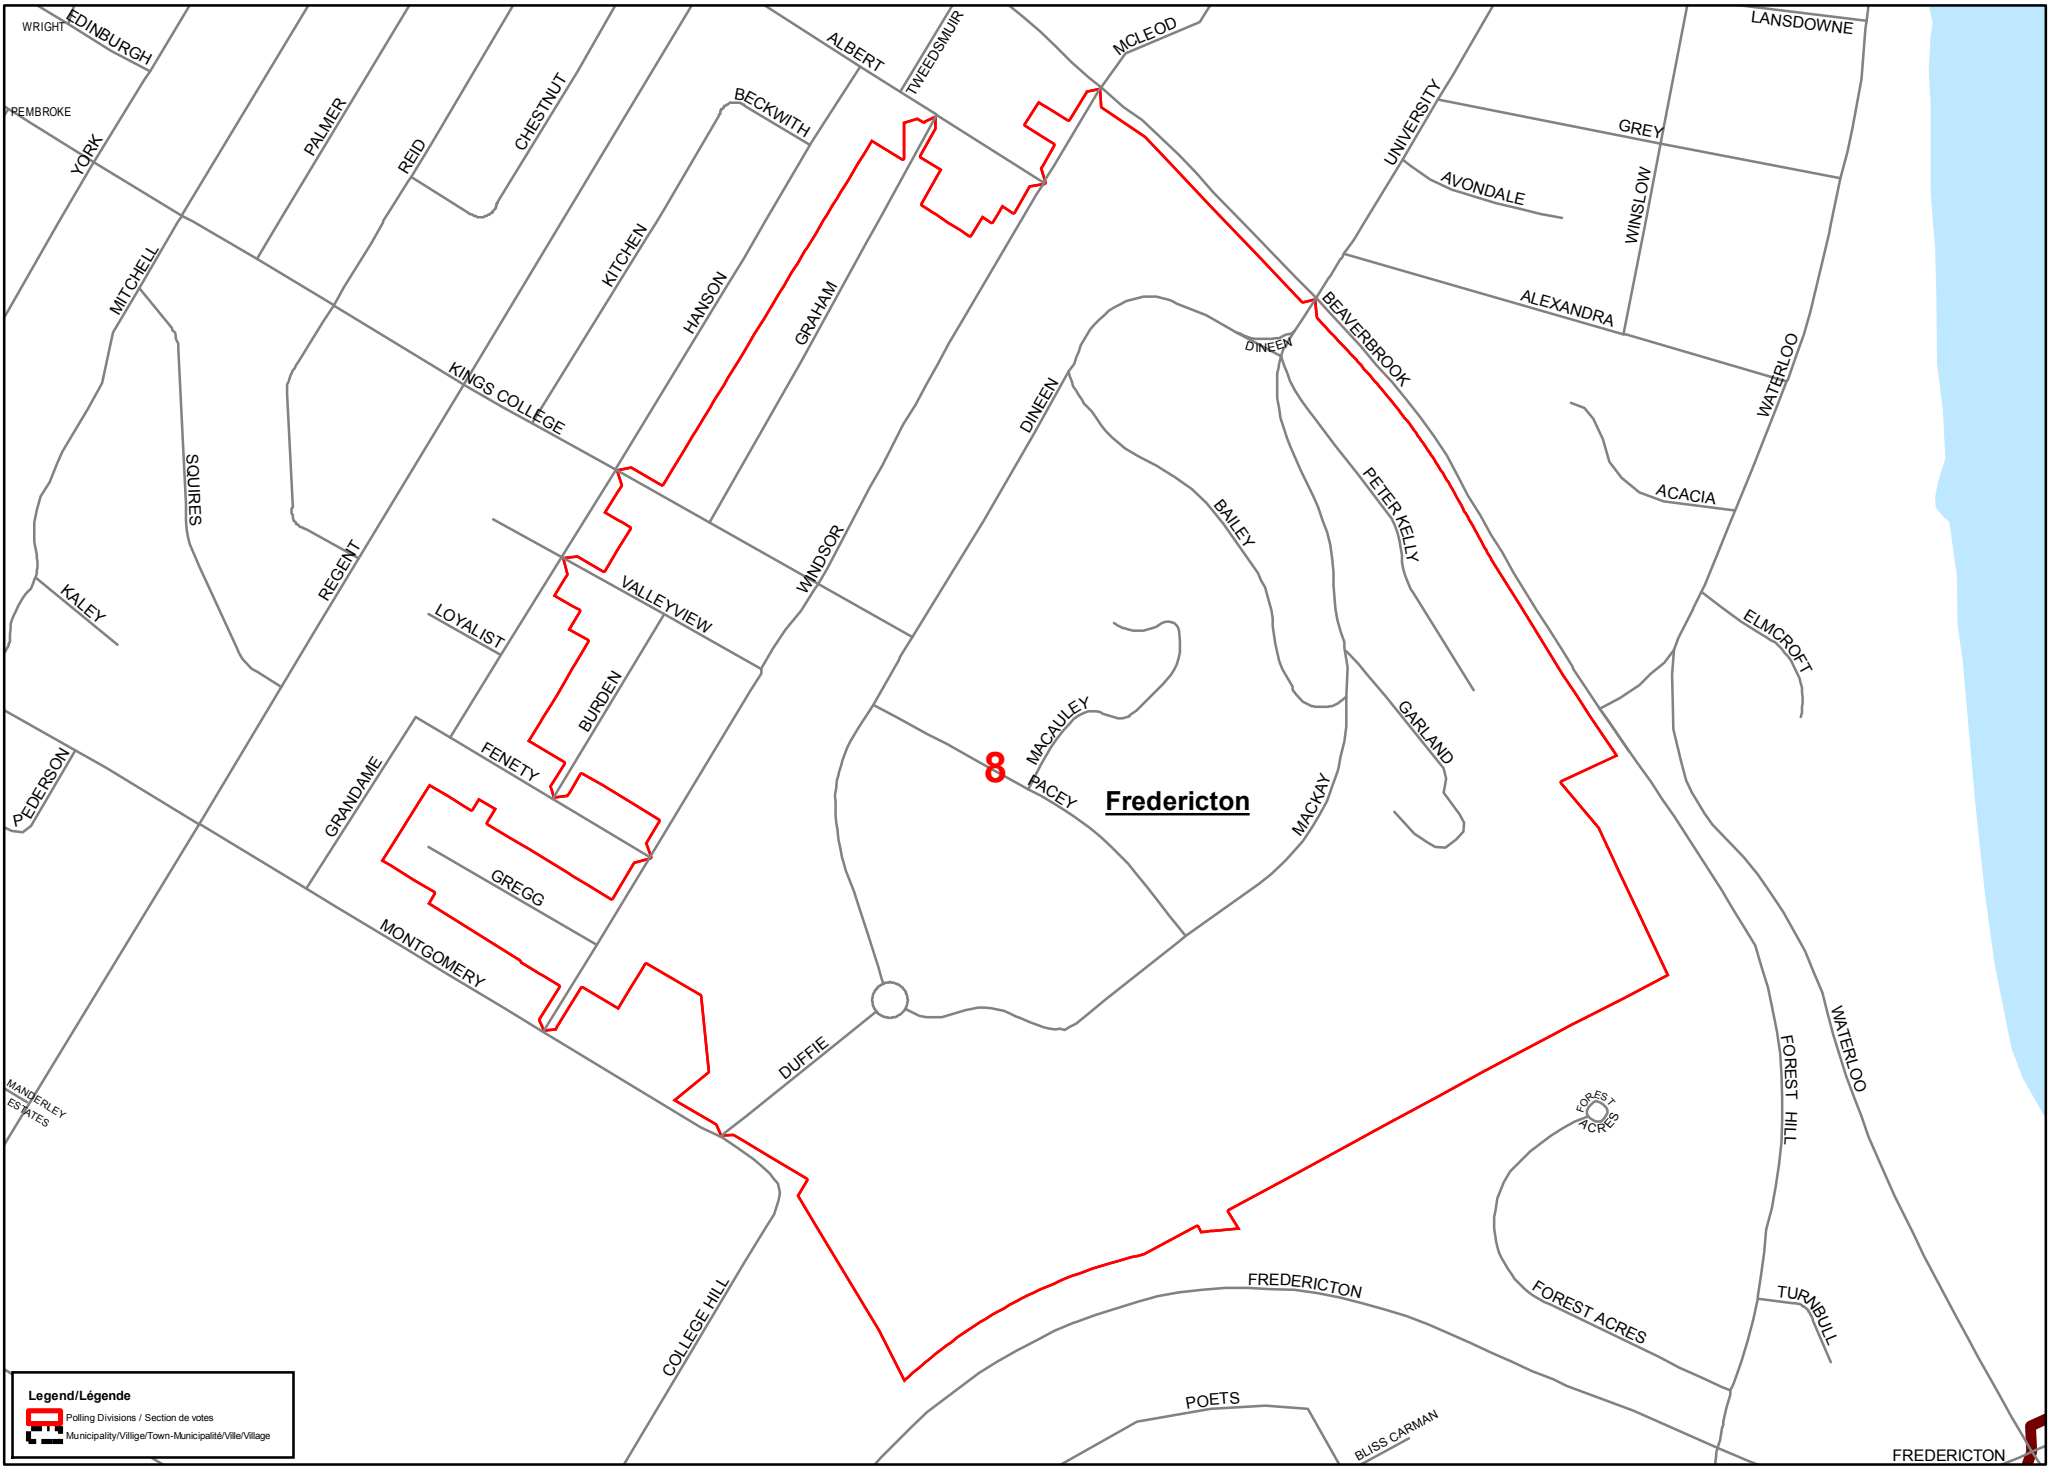 WRIGHT
EDINBURGH
PEMBROKE
YORK
PALMER
REID
CHESTNUT
ALBERT
BECKWITH
TWEEDSMUIR
MCLEOD
UNIVERSITY
LANSDOWNE
GREY
AVONDALE
WINSLOW
MITCHELL
KITCHEN
HANSON
GRAHAM
DINEEN
BEAVERBROOK
ALEXANDRA
WATERLOO
KINGS COLLEGE
DINEEN
SQUIRES
REGENT
WINDSOR
BAILEY
PETER KELLY
ACACIA
KALEY
LOYALIST
VALLEYVIEW
ELMCROFT
BURDEN
MACAULEY
GARLAND
PEDERSON
GRANDAME
FENETY
8
PACEY
Fredericton
MACKAY
GREGG
MONTGOMERY
DUFFIE
FOREST HILL
WATERLOO
MANDERLEY
ESTATES
FOREST
ACRES
COLLEGE HILL
FREDERICTON
FOREST ACRES
TURNBULL
POETS
BLISS CARMAN
FREDERICTON
Legend/Légende
Polling Divisions / Section de votes
Municipality/Villige/Town-Municipalité/Ville/Village